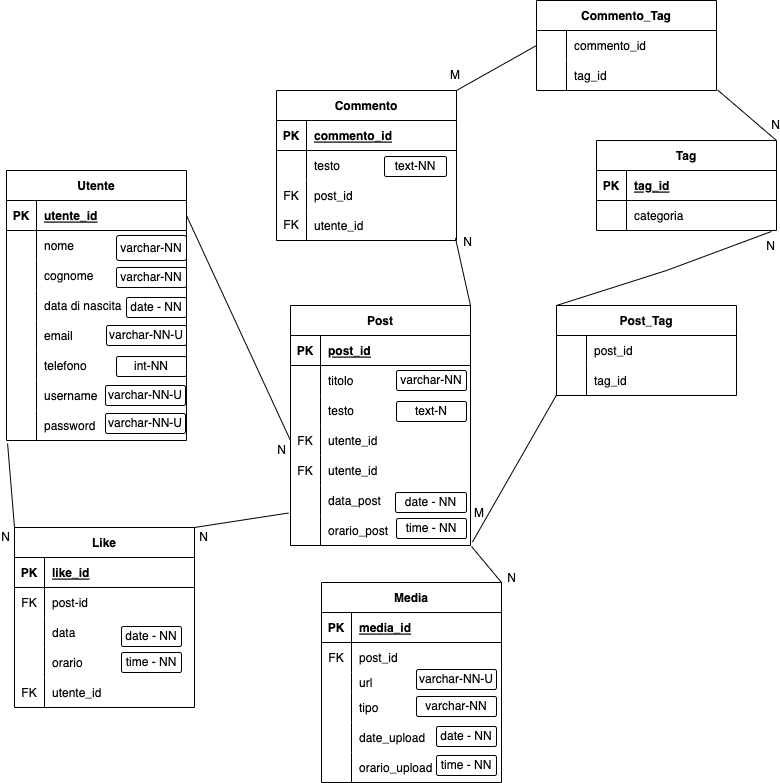 Commento_Tag
commento_id
tag_id
M
N
Commento
PK commento_id
testo text-NN
FK post_id
FK utente_id
N
Tag
PK tag_id
categoria
N
Utente
PK utente_id
nome varchar-NN
cognome varchar-NN
data di nascita date - NN
email varchar-NN-U
telefono int-NN
username varchar-NN-U
password varchar-NN-U
N
Post
PK post_id
titolo varchar-NN
testo text-N
FK utente_id
FK utente_id
data_post date - NN
orario_post time - NN
N
M
Post_Tag
post_id
tag_id
N
N
Like
PK like_id
FK post-id
data date - NN
orario time - NN
FK utente_id
Media
PK media_id
FK post_id
url varchar-NN-U
tipo varchar-NN
date_upload date - NN
orario_upload time - NN